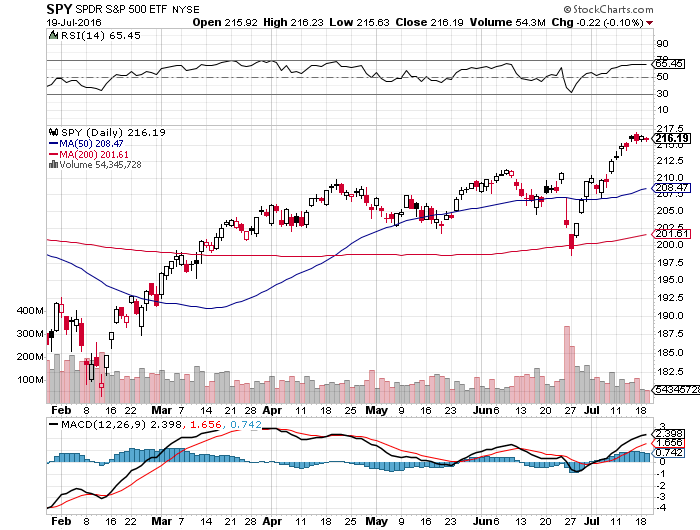 SPY SPDR S&P 500 ETF NYSE
© StockCharts.com
19-Jul-2016
Open 215.92 High 216.23 Low 215.63 Close 216.19 Volume 54.3M Chg -0.22 (-0.10%)
RSI(14) 65.45
90
70
65.45
50
30
10
SPY (Daily) 216.19
MA(50) 208.47
MA(200) 201.61
Volume 54,345,728
217.5
216.19
215.0
212.5
210.0
208.47
207.5
205.0
202.5
201.61
200.0
197.5
195.0
192.5
190.0
187.5
185.0
182.5
400M
300M
200M
100M
54345728
Feb 8 16 22 Mar 7 14 21 28 Apr 11 18 25 May 9 16 23 Jun 6 13 20 27 Jul 11 18
MACD(12,26,9) 2.398, 1.656, 0.742
3
2.398
1.656
0.742
0
-1
-2
-3
-4
Feb 8 16 22 Mar 7 14 21 28 Apr 11 18 25 May 9 16 23 Jun 6 13 20 27 Jul 11 18